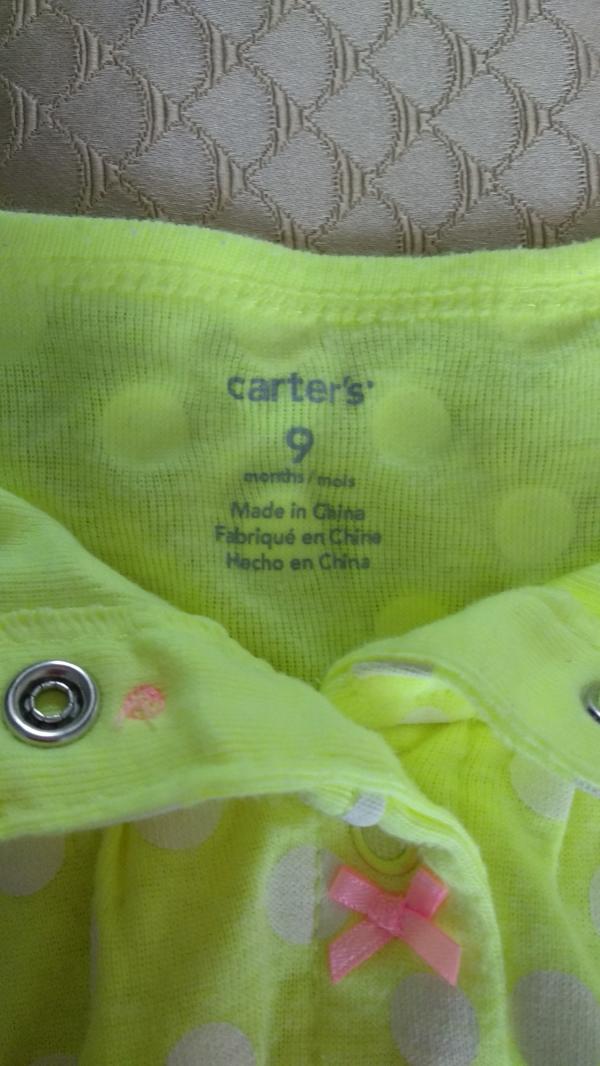 carter's
9
months/mois
Made in China
Fabriqué en Chine
Hecho en China